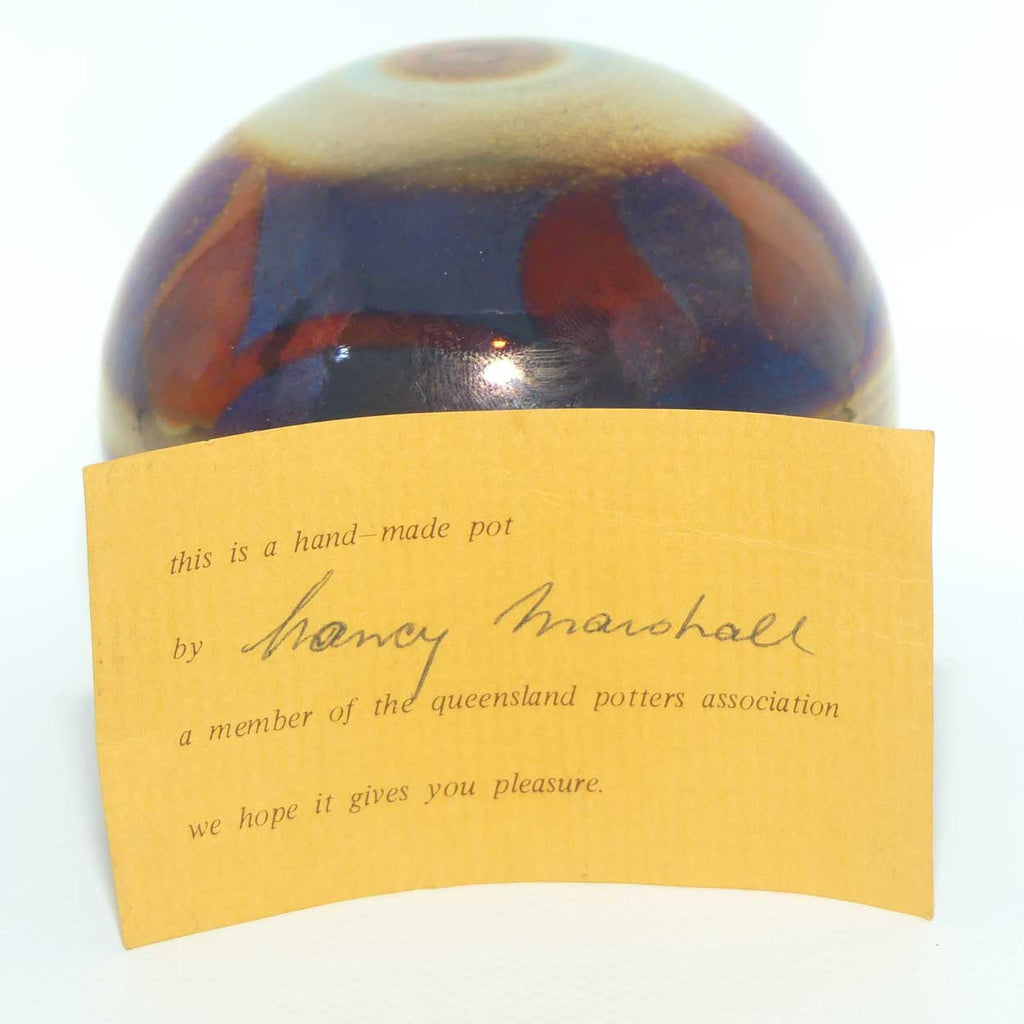 this is a hand-made pot
by Nancy Marshall
a member of the queensland potters association
we hope it gives you pleasure.